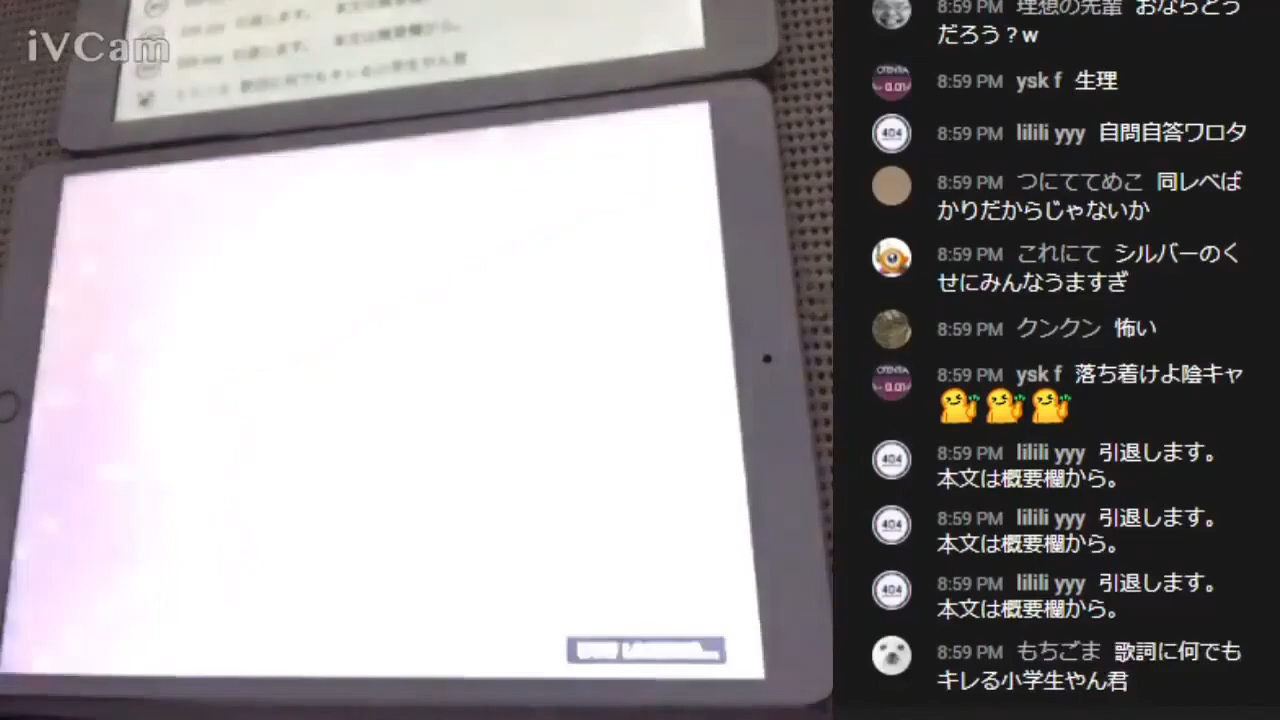 iVCam
8:59 PM 理想の先輩 おならどう
だろう？w
8:59 PM ysk f 生理
8:59 PM lilili yyy 自問自答ワロタ
8:59 PM つにててめこ 同レベば
かりだからじゃないか
8:59 PM これにて シルバーのく
せにみんなうますぎ
8:59 PM クンクン 怖い
8:59 PM ysk f 落ち着けよ陰キャ
8:59 PM lilili yyy 引退します。
本文は概要欄から。
8:59 PM lilili yyy 引退します。
本文は概要欄から。
8:59 PM lilili yyy 引退します。
本文は概要欄から。
8:59 PM もちごま 歌詞に何でも
キレる小学生やん君
404
404
404
404